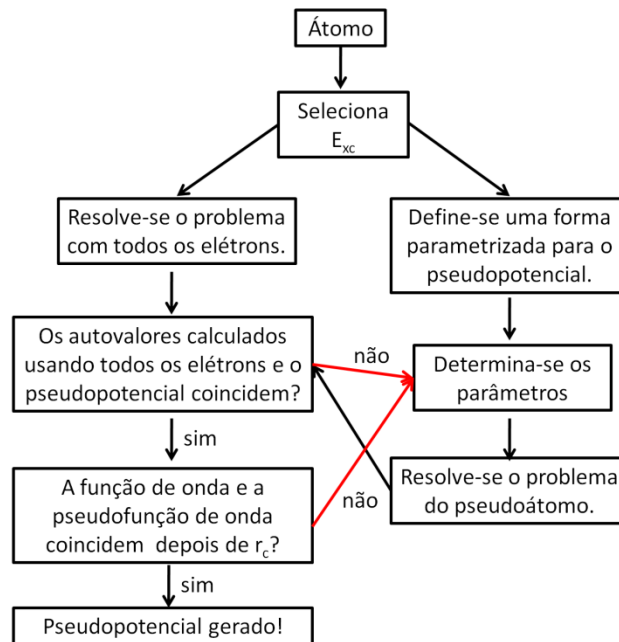 Átomo
Seleciona
E_xc
Resolve-se o problema
com todos os elétrons.
Define-se uma forma
parametrizada para o
pseudopotencial.
Os autovalores calculados
usando todos os elétrons e o
pseudopotencial coincidem?
não
Determina-se os
parâmetros
sim
A função de onda e a
pseudofunção de onda
coincidem depois de r_c?
não
Resolve-se o problema
do pseudoátomo.
sim
Pseudopotencial gerado!